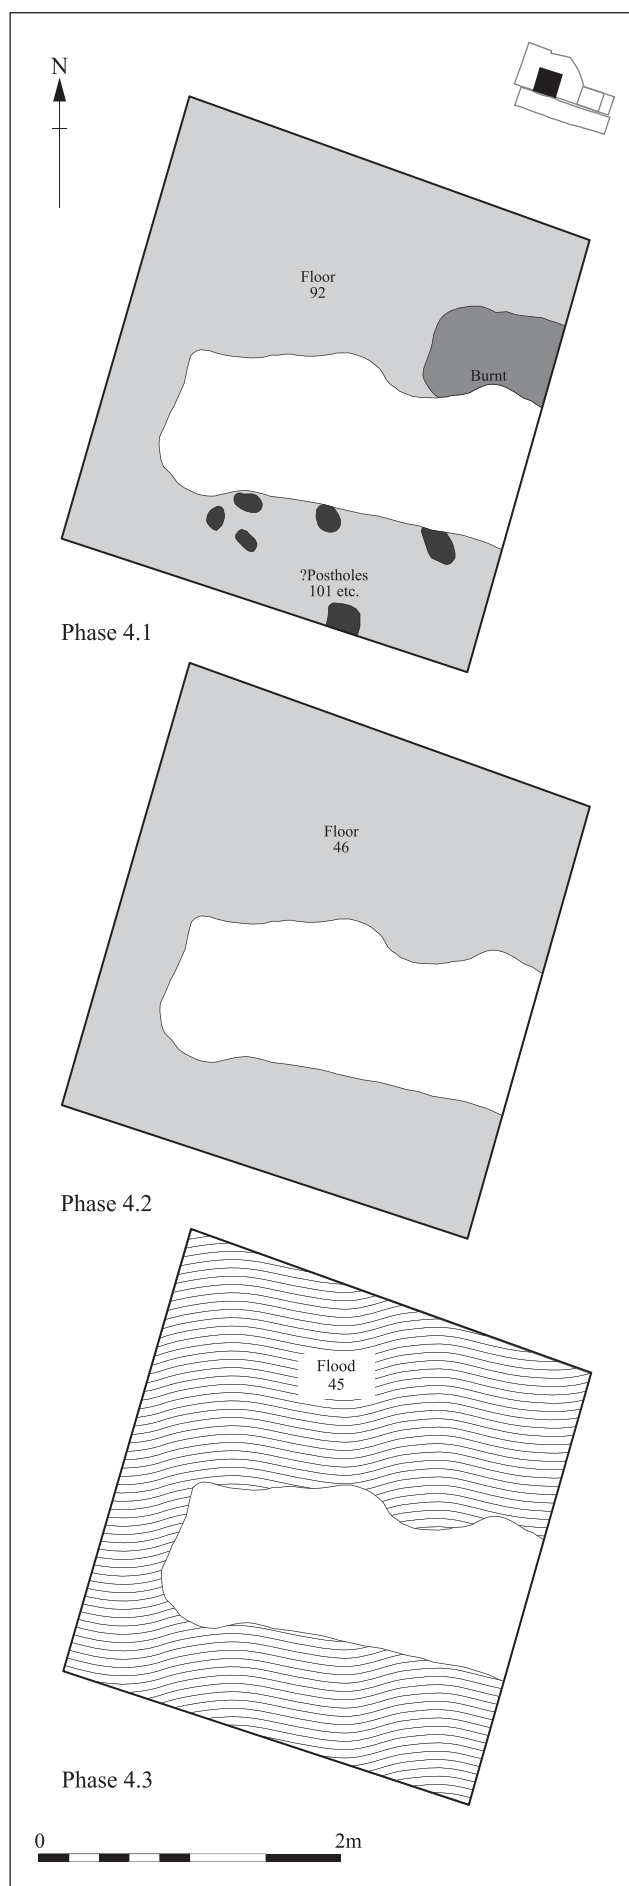 N
Floor
92
Burnt
?Postholes
101 etc.
Phase 4.1
Floor
46
Phase 4.2
Flood
45
Phase 4.3
0 2m